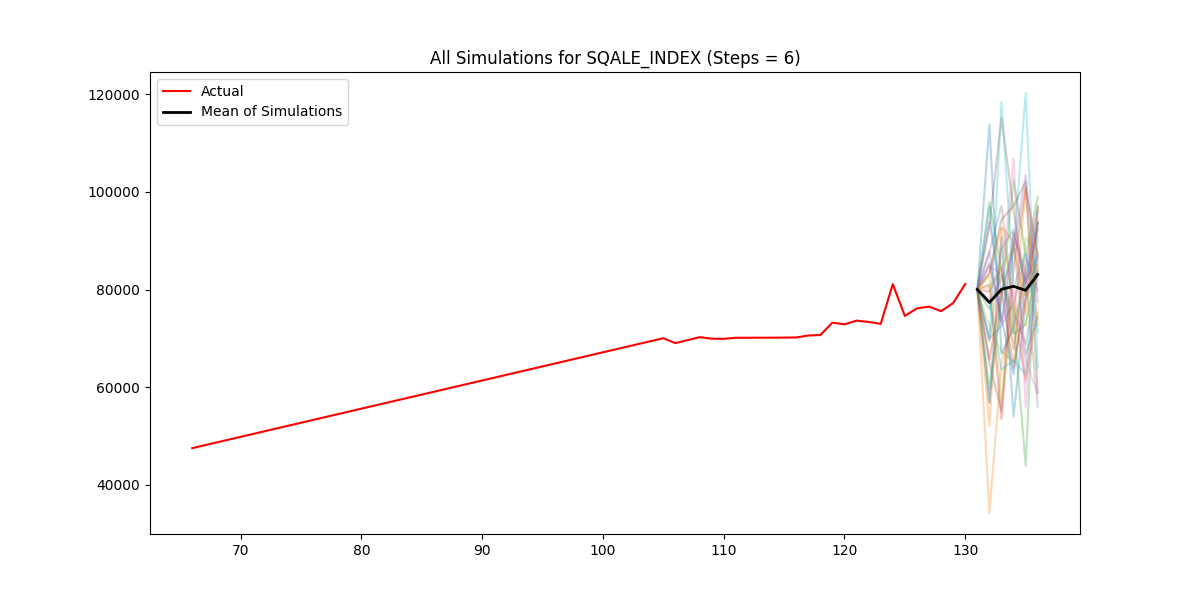 All Simulations for SQALE_INDEX (Steps = 6)
Actual
Mean of Simulations
120000
100000
80000
60000
40000
70 80 90 100 110 120 130